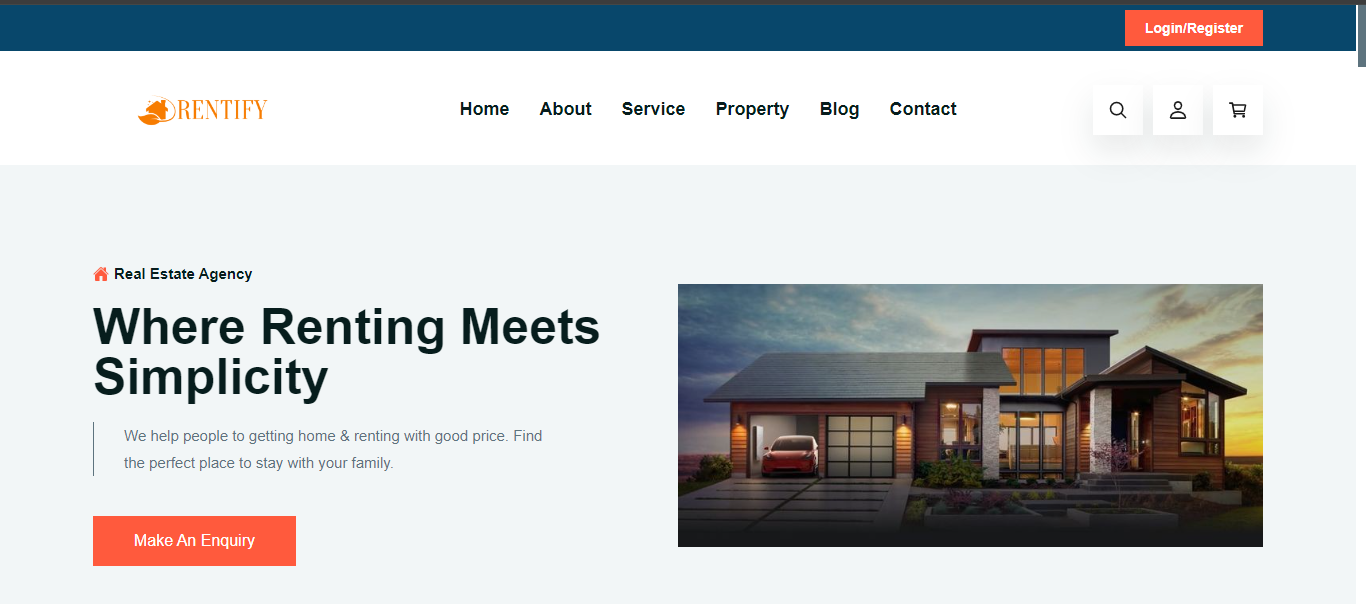 Login/Register
RENTIFY
Home About Service Property Blog Contact
Real Estate Agency
Where Renting Meets
Simplicity
We help people to getting home & renting with good price. Find
the perfect place to stay with your family.
Make An Enquiry